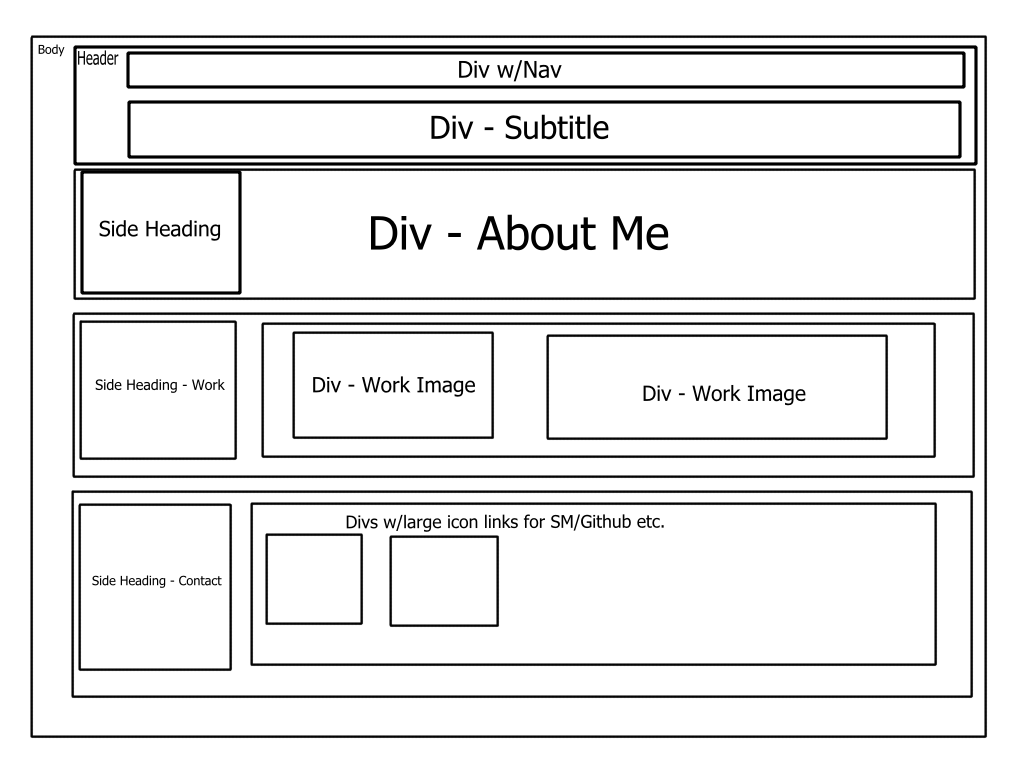 Body
Header
Div w/Nav
Div - Subtitle
Side Heading
Div - About Me
Side Heading - Work
Div - Work Image
Div - Work Image
Divs w/large icon links for SM/Github etc.
Side Heading - Contact